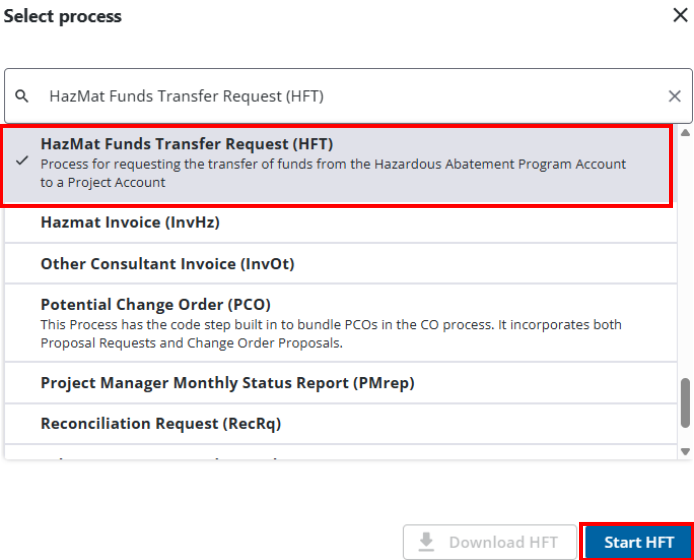 Select process
HazMat Funds Transfer Request (HFT)
HazMat Funds Transfer Request (HFT)
Process for requesting the transfer of funds from the Hazardous Abatement Program Account
to a Project Account
Hazmat Invoice (InvHz)
Other Consultant Invoice (InvOt)
Potential Change Order (PCO)
This Process has the code step built in to bundle PCOs in the CO process. It incorporates both
Proposal Requests and Change Order Proposals.
Project Manager Monthly Status Report (PMrep)
Reconciliation Request (RecRq)
Download HFT
Start HFT